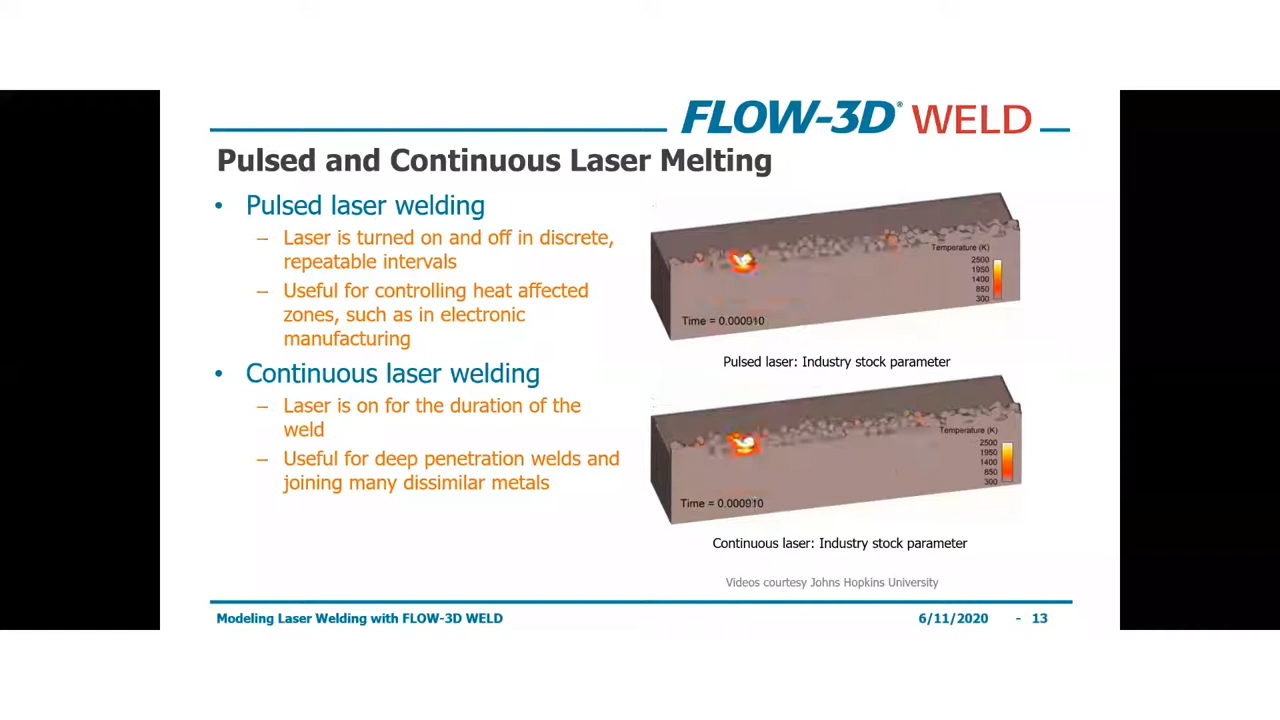 FLOW-3D® WELD
Pulsed and Continuous Laser Melting
• Pulsed laser welding
– Laser is turned on and off in discrete,
repeatable intervals
– Useful for controlling heat affected
zones, such as in electronic
manufacturing
• Continuous laser welding
– Laser is on for the duration of the
weld
– Useful for deep penetration welds and
joining many dissimilar metals
Temperature (K)
2500
1950
1400
850
300
Time = 0.000910
Pulsed laser: Industry stock parameter
Temperature (K)
2500
1950
1400
850
300
Time = 0.000910
Continuous laser: Industry stock parameter
Videos courtesy Johns Hopkins University
Modeling Laser Welding with FLOW-3D WELD
6/11/2020 - 13